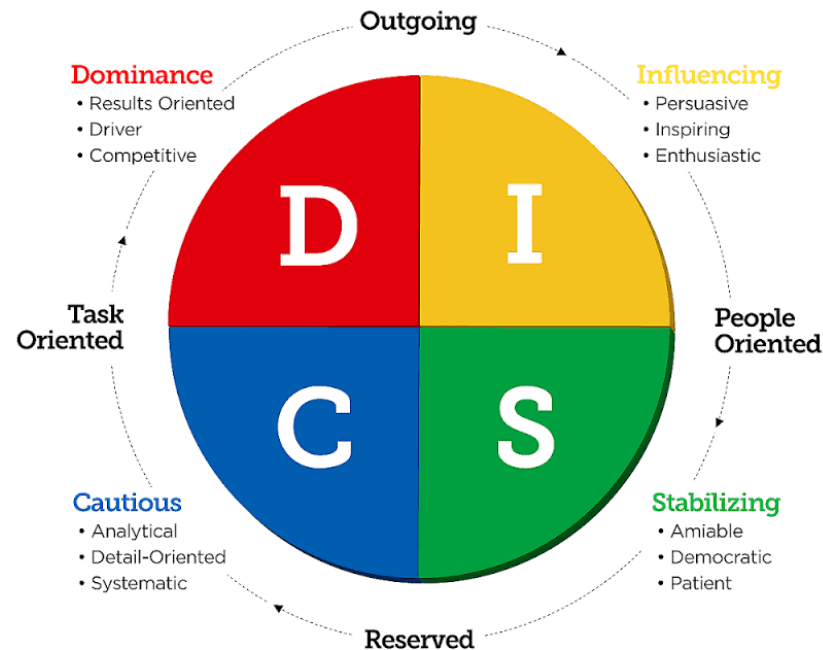 Outgoing
Dominance
• Results Oriented
• Driver
• Competitive
Influencing
• Persuasive
• Inspiring
• Enthusiastic
D
I
Task
Oriented
People
Oriented
C
S
Cautious
• Analytical
• Detail-Oriented
• Systematic
Stabilizing
• Amiable
• Democratic
• Patient
Reserved